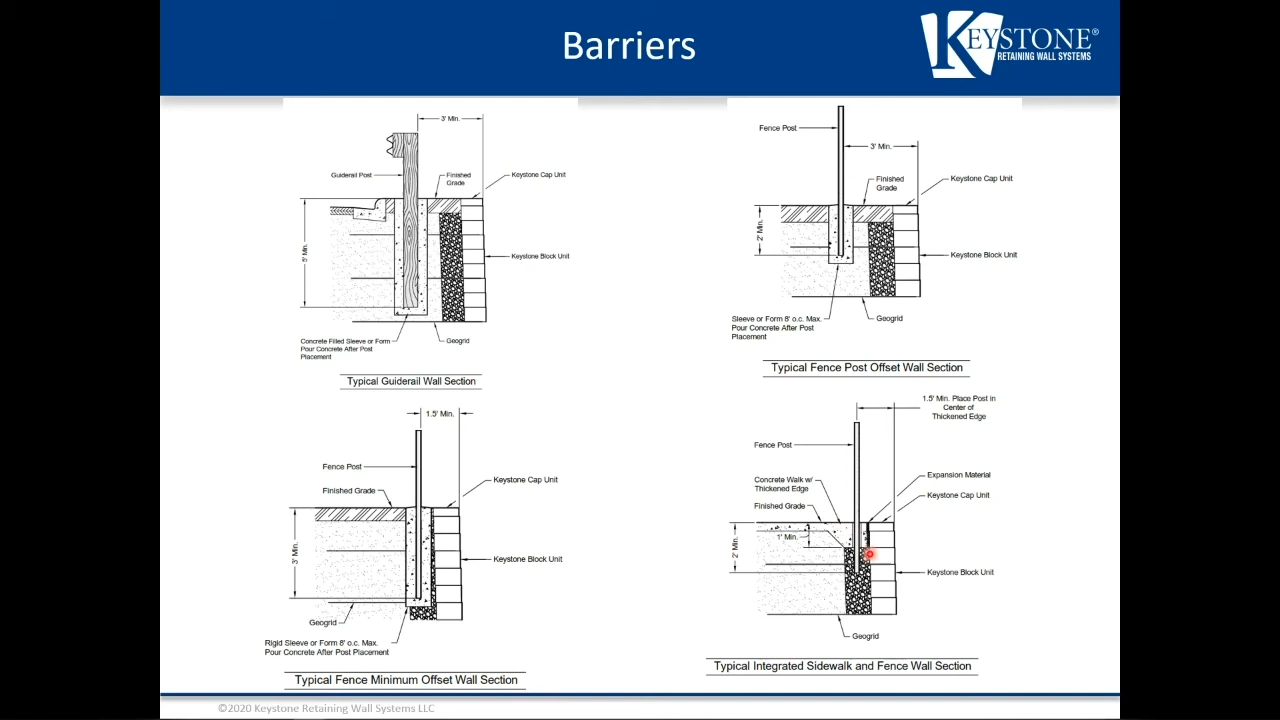 Barriers
KEYSTONE®
RETAINING WALL SYSTEMS
3' Min.
Guiderail Post
Finished
Grade
Keystone Cap Unit
5' Min.
Keystone Block Unit
Concrete Filled Sleeve or Form
Pour Concrete After Post
Placement
Geogrid
Typical Guiderail Wall Section
Fence Post
3' Min.
Finished
Grade
Keystone Cap Unit
2' Min.
Keystone Block Unit
Sleeve or Form 8' o.c. Max.
Pour Concrete After Post
Placement
Geogrid
Typical Fence Post Offset Wall Section
1.5' Min.
Fence Post
Keystone Cap Unit
Finished Grade
3' Min.
Keystone Block Unit
Geogrid
Rigid Sleeve or Form 8' o.c. Max.
Pour Concrete After Post Placement
Typical Fence Minimum Offset Wall Section
1.5' Min. Place Post in
Center of
Thickened Edge
Fence Post
Expansion Material
Concrete Walk w/
Thickened Edge
Keystone Cap Unit
Finished Grade
1' Min.
2' Min.
Keystone Block Unit
Geogrid
Typical Integrated Sidewalk and Fence Wall Section
©2020 Keystone Retaining Wall Systems LLC